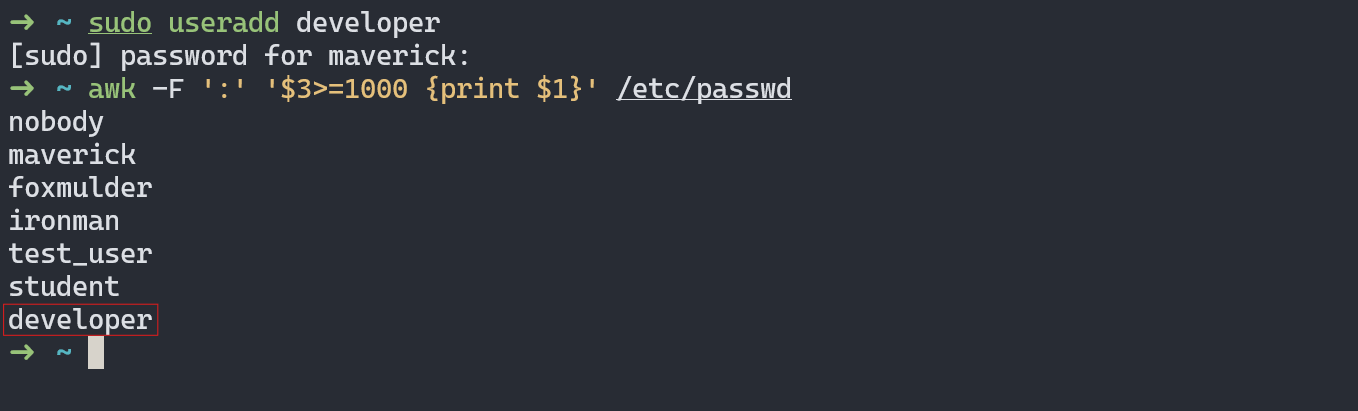 ➜ ~ sudo useradd developer
[sudo] password for maverick:
➜ ~ awk -F ':' '$3>=1000 {print $1}' /etc/passwd
nobody
maverick
foxmulder
ironman
test_user
student
developer
➜ ~